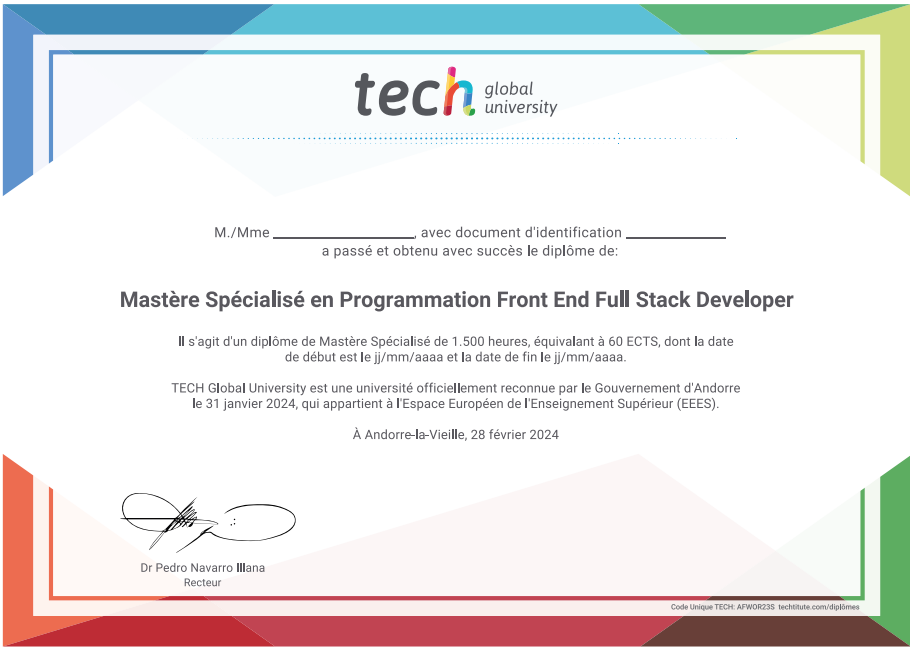 tech global university
M./Mme ____________________, avec document d'identification ______________
a passé et obtenu avec succès le diplôme de:
Mastère Spécialisé en Programmation Front End Full Stack Developer
Il s'agit d'un diplôme de Mastère Spécialisé de 1.500 heures, équivalant à 60 ECTS, dont la date
de début est le jj/mm/aaaa et la date de fin le jj/mm/aaaa.
TECH Global University est une université officiellement reconnue par le Gouvernement d'Andorre
le 31 janvier 2024, qui appartient à l'Espace Européen de l'Enseignement Supérieur (EEES).
À Andorre-la-Vieille, 28 février 2024
Dr Pedro Navarro Illana
Recteur
Code Unique TECH: AFWOR23S techtitute.com/diplômes